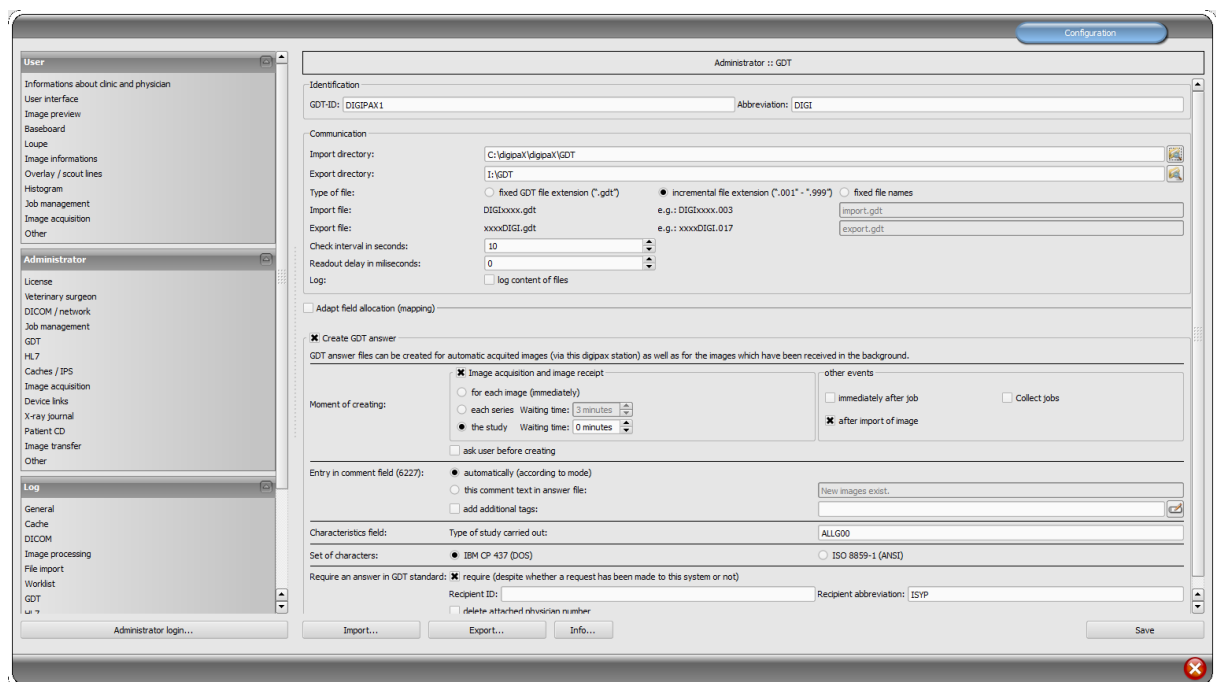 Configuration
User
Informations about clinic and physician
User interface
Image preview
Baseboard
Loupe
Image informations
Overlay / scout lines
Histogram
Job management
Image acquisition
Other
Administrator
License
Veterinary surgeon
DICOM / network
Job management
GDT
HL7
Caches / IPS
Image acquisition
Device links
X-ray journal
Patient CD
Image transfer
Other
Log
General
Cache
DICOM
Image processing
File import
Worklist
GDT
HL7
Administrator login...
Administrator :: GDT
Identification
GDT-ID: DIGIPAX1 Abbreviation: DIGI
Communication
Import directory: C:\digipaX\digipaX\GDT
Export directory: I:\GDT
Type of file: fixed GDT file extension (".gdt") incremental file extension (".001" - ".999") fixed file names
Import file: DIGIxxxx.gdt e.g.: DIGIxxxx.003 import.gdt
Export file: xxxxDIGI.gdt e.g.: xxxxDIGI.017 export.gdt
Check interval in seconds: 10
Readout delay in miliseconds: 0
Log: log content of files
Adapt field allocation (mapping)
Create GDT answer
GDT answer files can be created for automatic acquited images (via this digipax station) as well as for the images which have been received in the background.
Image acquisition and image receipt other events
for each image (immediately) immediately after job Collect jobs
Moment of creating: each series Waiting time: 3 minutes
the study Waiting time: 0 minutes after import of image
ask user before creating
Entry in comment field (6227): automatically (according to mode)
this comment text in answer file: New images exist.
add additional tags:
Characteristics field: Type of study carried out: ALLG00
Set of characters: IBM CP 437 (DOS) ISO 8859-1 (ANSI)
Require an answer in GDT standard: require (despite whether a request has been made to this system or not)
Recipient ID: Recipient abbreviation: ISYP
delete attached physician number
Import... Export... Info... Save